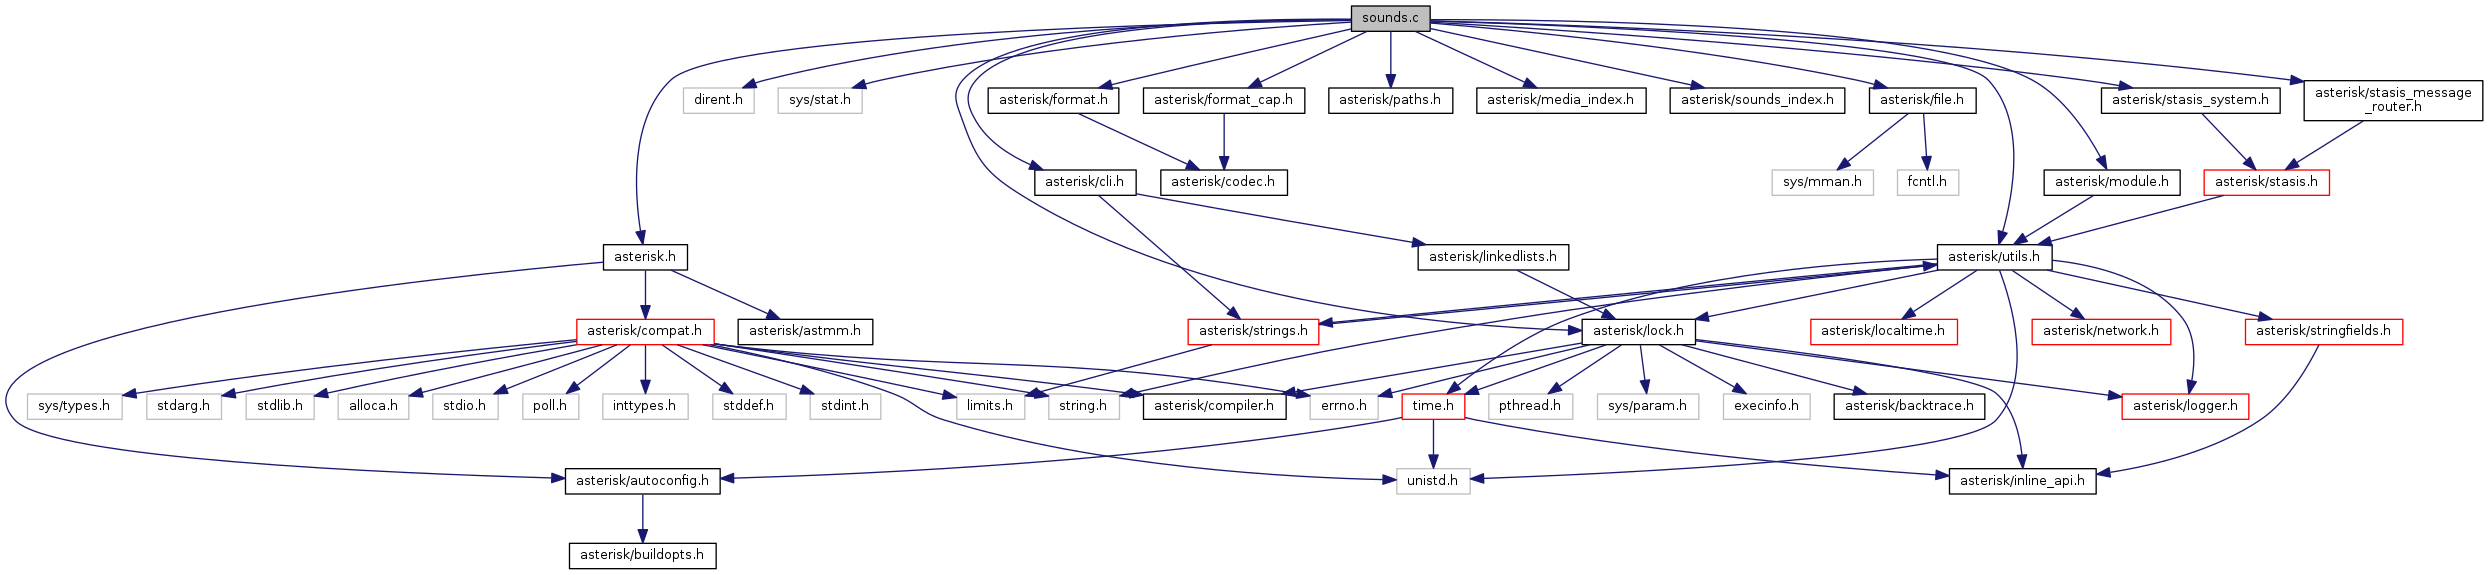 sounds.c
dirent.h
sys/stat.h
asterisk/format.h
asterisk/format_cap.h
asterisk/paths.h
asterisk/media_index.h
asterisk/sounds_index.h
asterisk/file.h
asterisk/stasis_system.h
asterisk/stasis_message
_router.h
asterisk/cli.h
asterisk/codec.h
sys/mman.h
fcntl.h
asterisk/module.h
asterisk/stasis.h
asterisk.h
asterisk/linkedlists.h
asterisk/utils.h
asterisk/compat.h
asterisk/astmm.h
asterisk/strings.h
asterisk/lock.h
asterisk/localtime.h
asterisk/network.h
asterisk/stringfields.h
sys/types.h
stdarg.h
stdlib.h
alloca.h
stdio.h
poll.h
inttypes.h
stddef.h
stdint.h
limits.h
string.h
asterisk/compiler.h
errno.h
time.h
pthread.h
sys/param.h
execinfo.h
asterisk/backtrace.h
asterisk/logger.h
asterisk/autoconfig.h
unistd.h
asterisk/inline_api.h
asterisk/buildopts.h